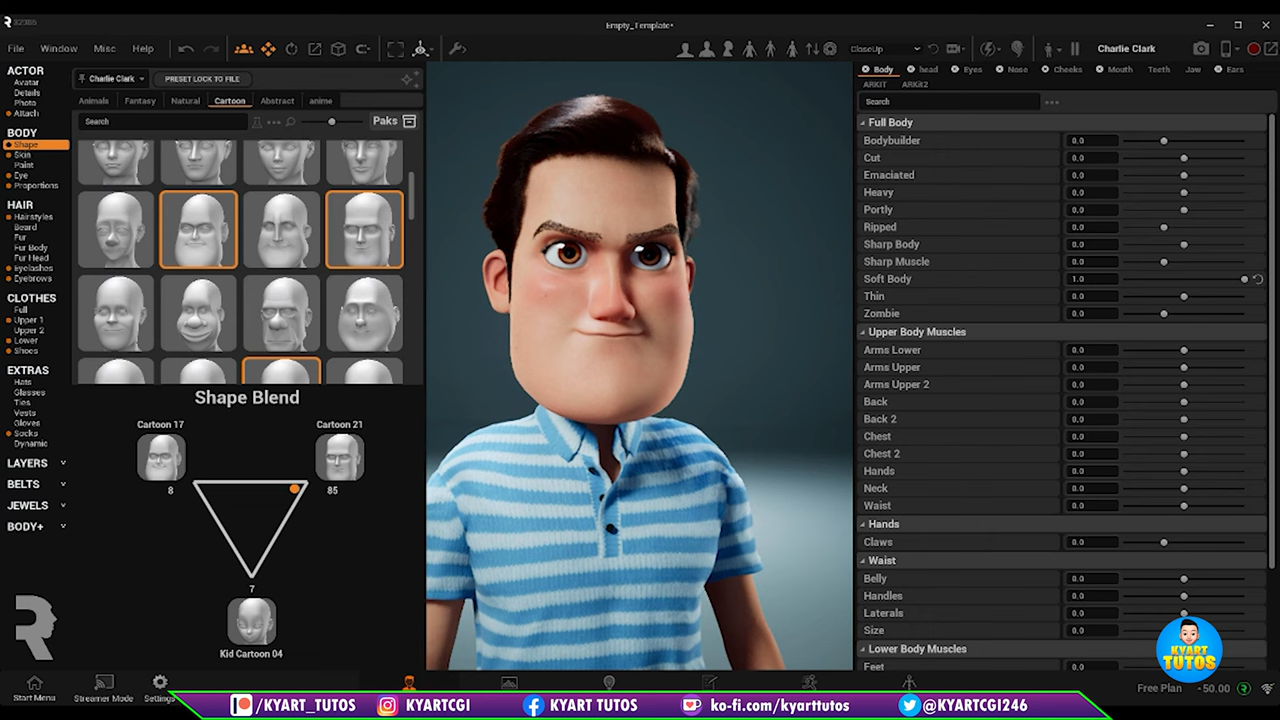 32985
Empty_Template*
File Window Misc Help
CloseUp
Charlie Clark
ACTOR
Avatar
Details
Photo
Attach
BODY
Shape
Skin
Paint
Eye
Proportions
HAIR
Hairstyles
Beard
Fur
Fur Body
Fur Head
Eyelashes
Eyebrows
CLOTHES
Full
Upper 1
Upper 2
Lower
Shoes
EXTRAS
Hats
Glasses
Ties
Vests
Gloves
Socks
Dynamic
LAYERS
BELTS
JEWELS
BODY+
Charlie Clark PRESET LOCK TO FILE
Animals Fantasy Natural Cartoon Abstract anime
Search Paks
Shape Blend
Cartoon 17 Cartoon 21
8 85
7
Kid Cartoon 04
Body head Eyes Nose Cheeks Mouth Teeth Jaw Ears
ARKIT ARKit2
Search
Full Body
Bodybuilder 0.0
Cut 0.0
Emaciated 0.0
Heavy 0.0
Portly 0.0
Ripped 0.0
Sharp Body 0.0
Sharp Muscle 0.0
Soft Body 1.0
Thin 0.0
Zombie 0.0
Upper Body Muscles
Arms Lower 0.0
Arms Upper 0.0
Arms Upper 2 0.0
Back 0.0
Back 2 0.0
Chest 0.0
Chest 2 0.0
Hands 0.0
Neck 0.0
Waist 0.0
Hands
Claws 0.0
Waist
Belly 0.0
Handles 0.0
Laterals 0.0
Size 0.0
Lower Body Muscles
Feet 0.0
KYART
TUTOS
Start Menu Streamer Mode Settings
Free Plan -50.00
/KYART_TUTOS KYARTCGI KYART TUTOS ko-fi.com/kyarttutos @KYARTCGI246